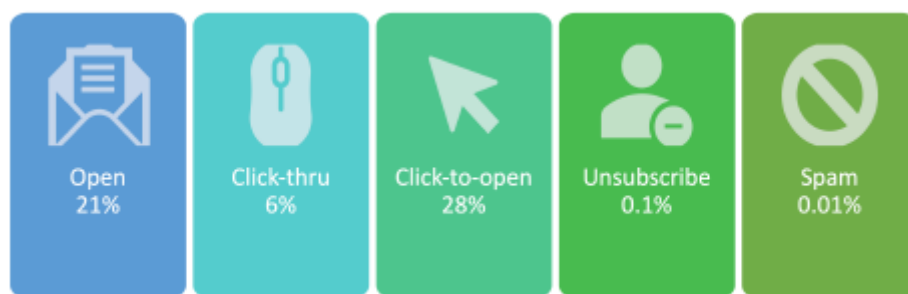 Open
21%
Click-thru
6%
Click-to-open
28%
Unsubscribe
0.1%
Spam
0.01%